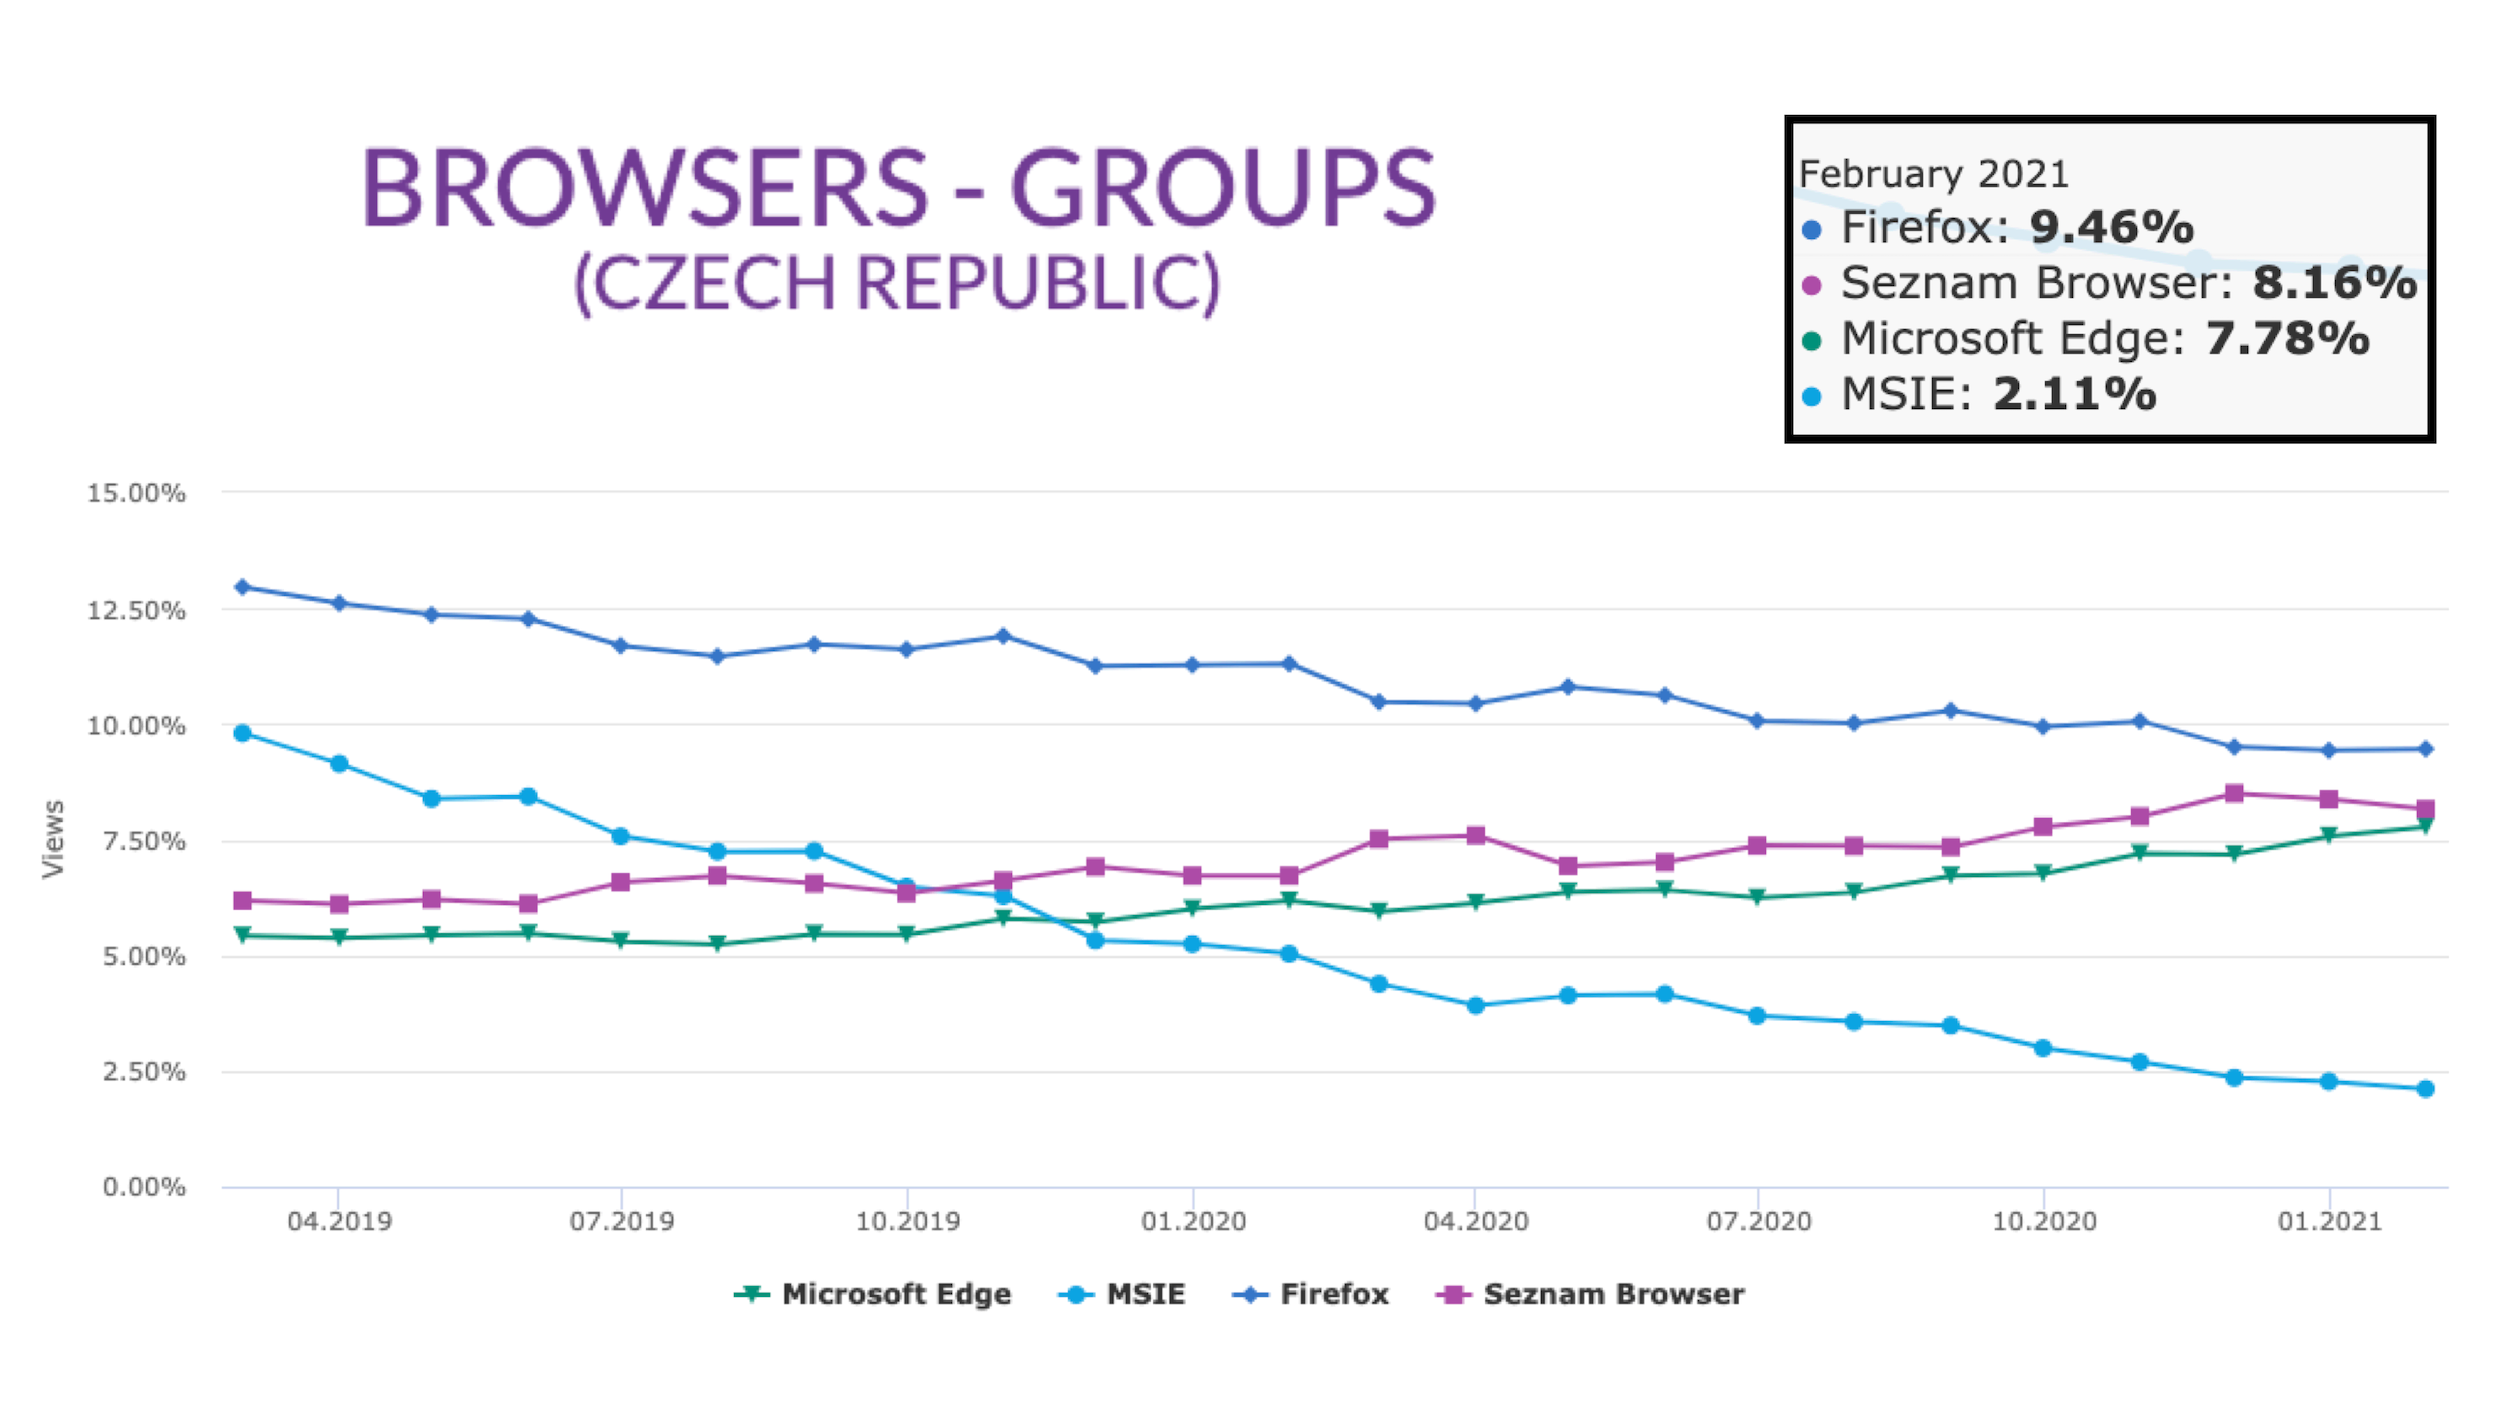 BROWSERS - GROUPS
(CZECH REPUBLIC)
February 2021
Firefox: 9.46%
Seznam Browser: 8.16%
Microsoft Edge: 7.78%
MSIE: 2.11%
15.00%
12.50%
10.00%
7.50%
5.00%
2.50%
0.00%
Views
04.2019 07.2019 10.2019 01.2020 04.2020 07.2020 10.2020 01.2021
Microsoft Edge MSIE Firefox Seznam Browser